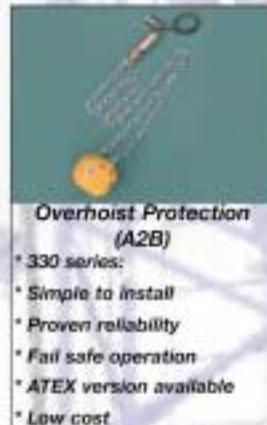 Overhoist Protection
(A2B)
* 330 series:
* Simple to install
* Proven reliability
* Fail safe operation
* ATEX version available
* Low cost